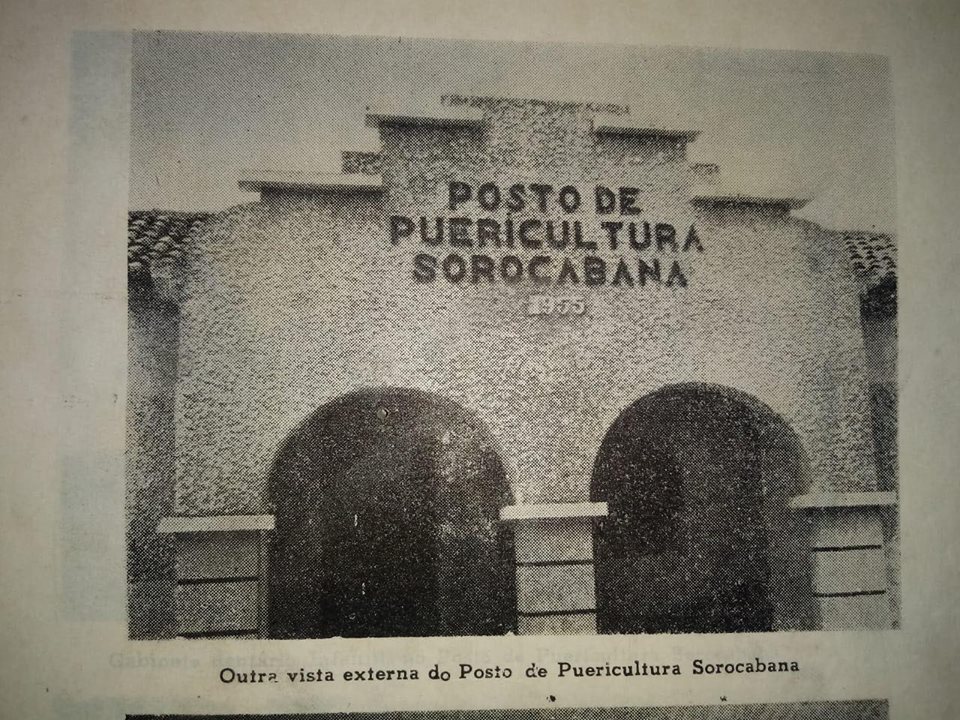 POSTO DE
PUERICULTURA
SOROCABANA
1955
Outra vista externa do Posto de Puericultura Sorocabana